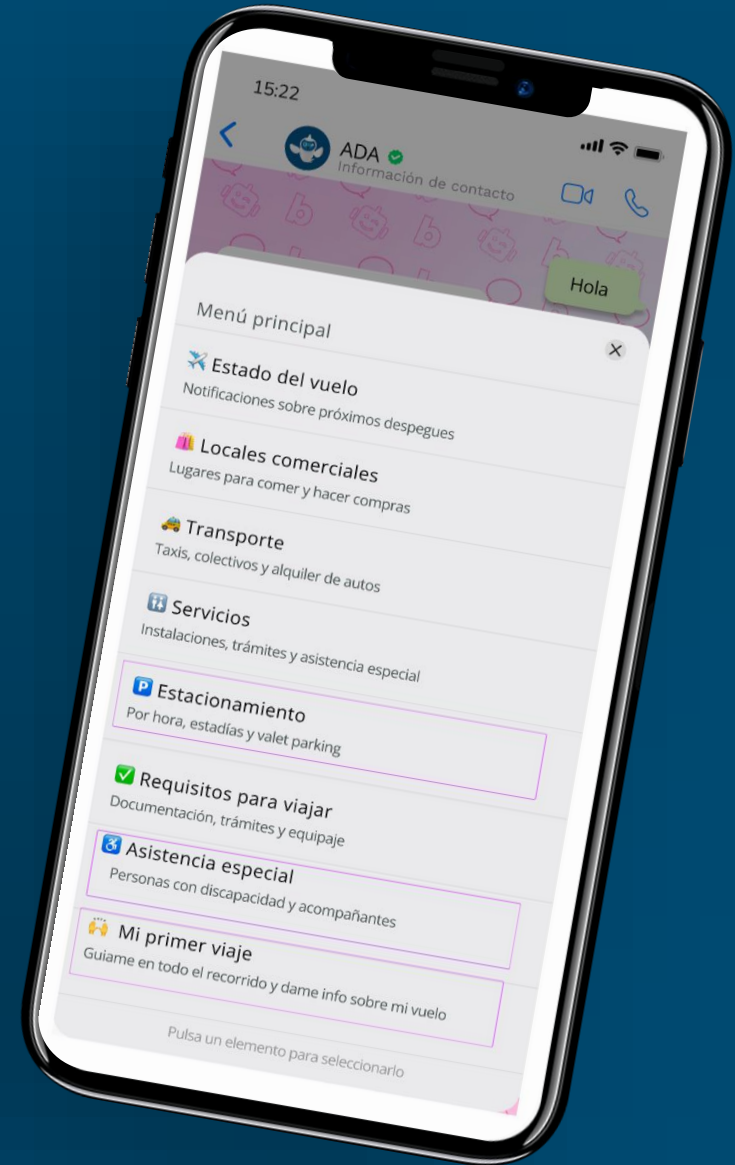 15:22
ADA
Información de contacto
Hola
Menú principal
Estado del vuelo
Notificaciones sobre próximos despegues
Locales comerciales
Lugares para comer y hacer compras
Transporte
Taxis, colectivos y alquiler de autos
Servicios
Instalaciones, trámites y asistencia especial
P Estacionamiento
Por hora, estadías y valet parking
Requisitos para viajar
Documentación, trámites y equipaje
Asistencia especial
Personas con discapacidad y acompañantes
Mi primer viaje
Guiame en todo el recorrido y dame info sobre mi vuelo
Pulsa un elemento para seleccionarlo